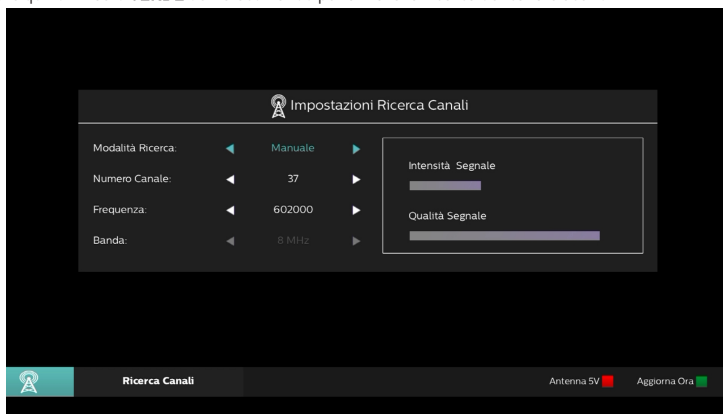 Impostazioni Ricerca Canali
Modalità Ricerca: Manuale
Numero Canale: 37
Frequenza: 602000
Banda: 8 MHz
Intensità Segnale
Qualità Segnale
Ricerca Canali
Antenna 5V
Aggiorna Ora